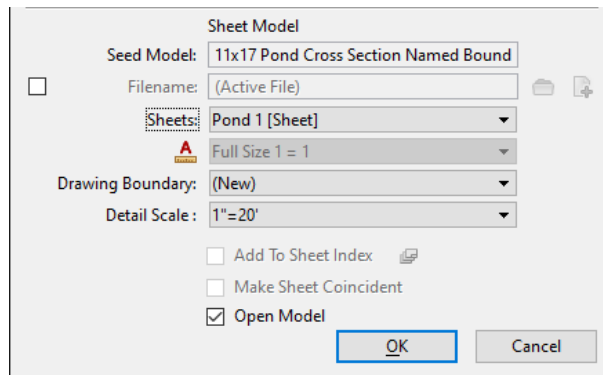 Sheet Model
Seed Model: 11x17 Pond Cross Section Named Bound
Filename: (Active File)
Sheets: Pond 1 [Sheet]
A Full Size 1 = 1
Drawing Boundary: (New)
Detail Scale : 1"=20'
Add To Sheet Index
Make Sheet Coincident
Open Model
OK Cancel